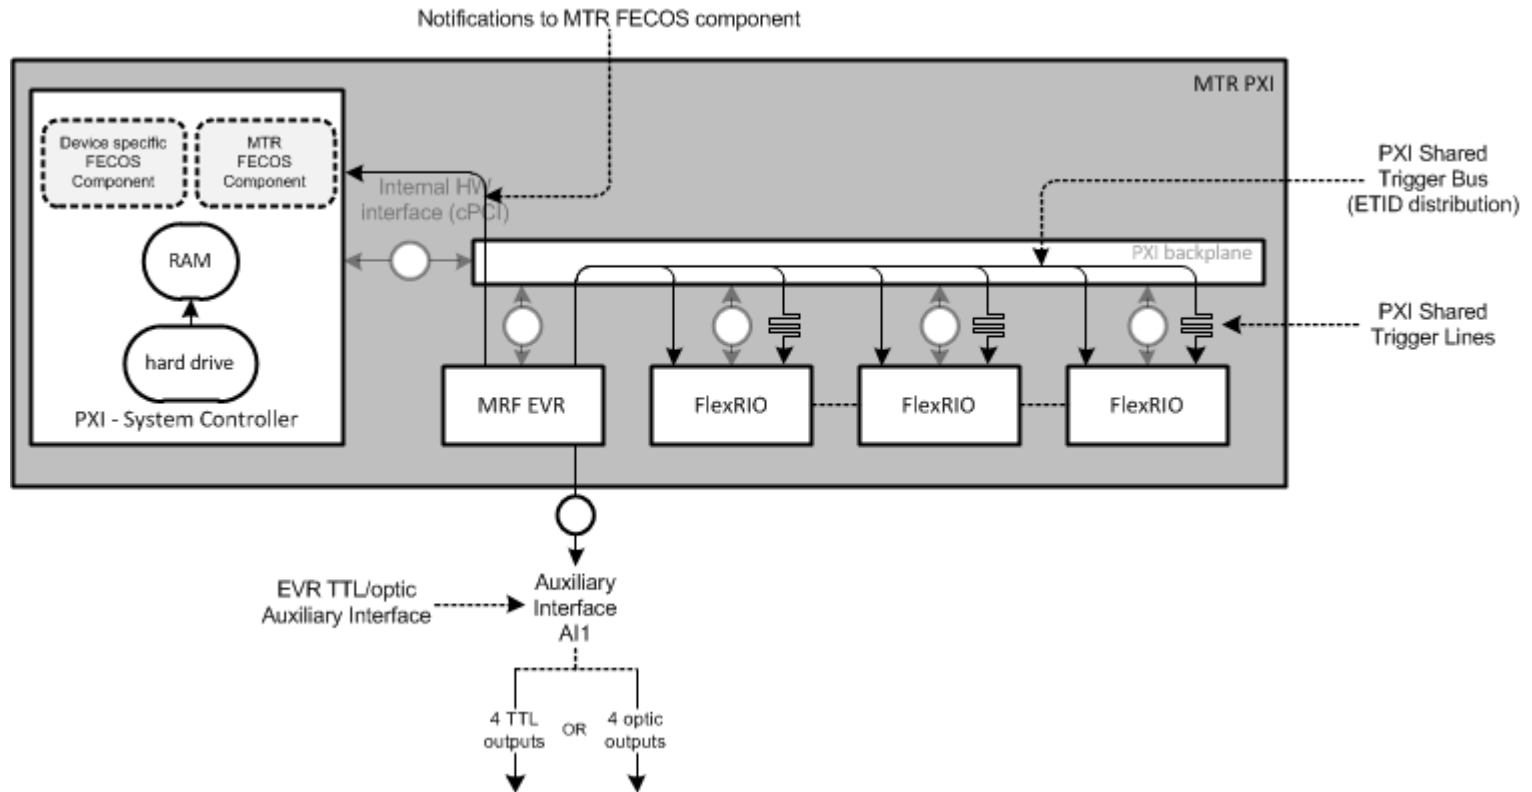 Notifications to MTR FECOS component
MTR PXI
Device specific
FECOS
Component
MTR
FECOS
Component
Internal HW
interface (cPCI)
RAM
hard drive
PXI - System Controller
PXI backplane
MRF EVR
FlexRIO
FlexRIO
FlexRIO
PXI Shared
Trigger Bus
(ETID distribution)
PXI Shared
Trigger Lines
EVR TTL/optic
Auxiliary Interface
Auxiliary
Interface
AI1
4 TTL
outputs
OR
4 optic
outputs